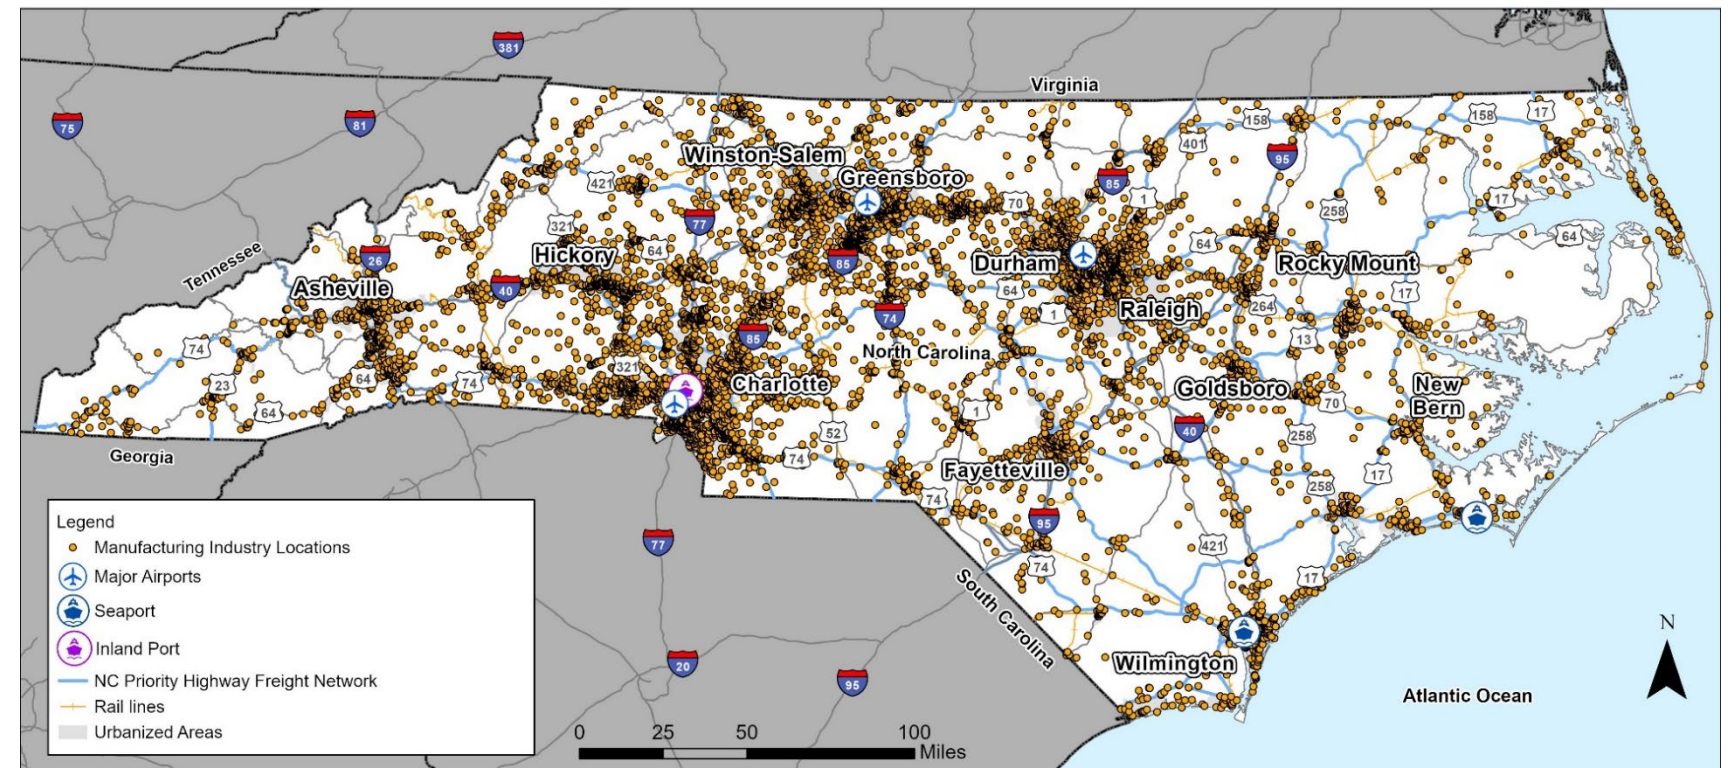 381
Virginia
75
81
158
158
17
401
95
Winston-Salem
Greensboro
421
85
70
1
17
258
321
77
64
64
64
Hickory
Tennessee
26
85
Durham
Rocky Mount
Asheville
40
64
17
264
74
1
Raleigh
85
13
74
North Carolina
321
Charlotte
Goldsboro
New
Bern
23
64
74
70
64
1
52
40
258
Georgia
74
Fayetteville
17
258
74
95
77
421
74
17
South Carolina
Legend
Manufacturing Industry Locations
Major Airports
Seaport
Inland Port
NC Priority Highway Freight Network
Rail lines
Urbanized Areas
N
20
95
Wilmington
Atlantic Ocean
0 25 50 100
Miles